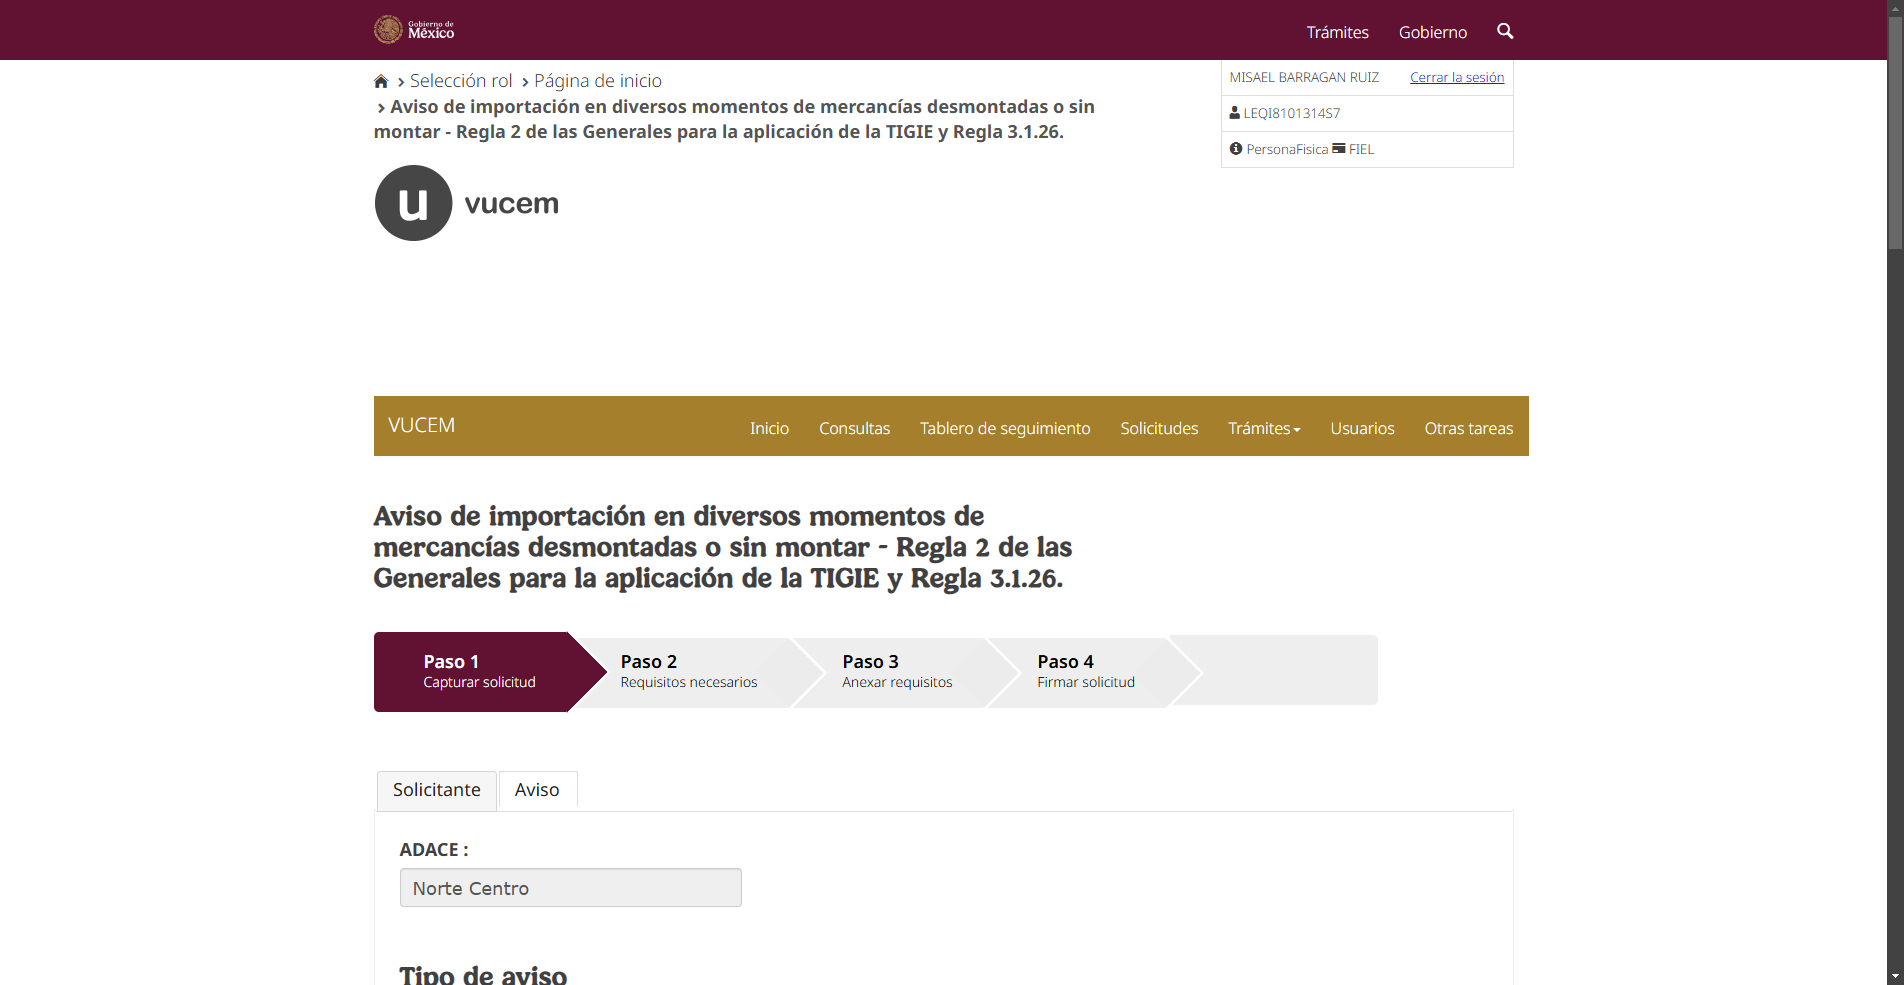 Gobierno de
México
Trámites Gobierno
Selección rol Página de inicio
Aviso de importación en diversos momentos de mercancías desmontadas o sin
montar - Regla 2 de las Generales para la aplicación de la TIGIE y Regla 3.1.26.
MISAEL BARRAGAN RUIZ Cerrar la sesión
LEQI8101314S7
PersonaFisica FIEL
u vucem
VUCEM Inicio Consultas Tablero de seguimiento Solicitudes Trámites Usuarios Otras tareas
Aviso de importación en diversos momentos de
mercancías desmontadas o sin montar - Regla 2 de las
Generales para la aplicación de la TIGIE y Regla 3.1.26.
Paso 1 Paso 2 Paso 3 Paso 4
Capturar solicitud Requisitos necesarios Anexar requisitos Firmar solicitud
Solicitante Aviso
ADACE :
Norte Centro
Tipo de aviso